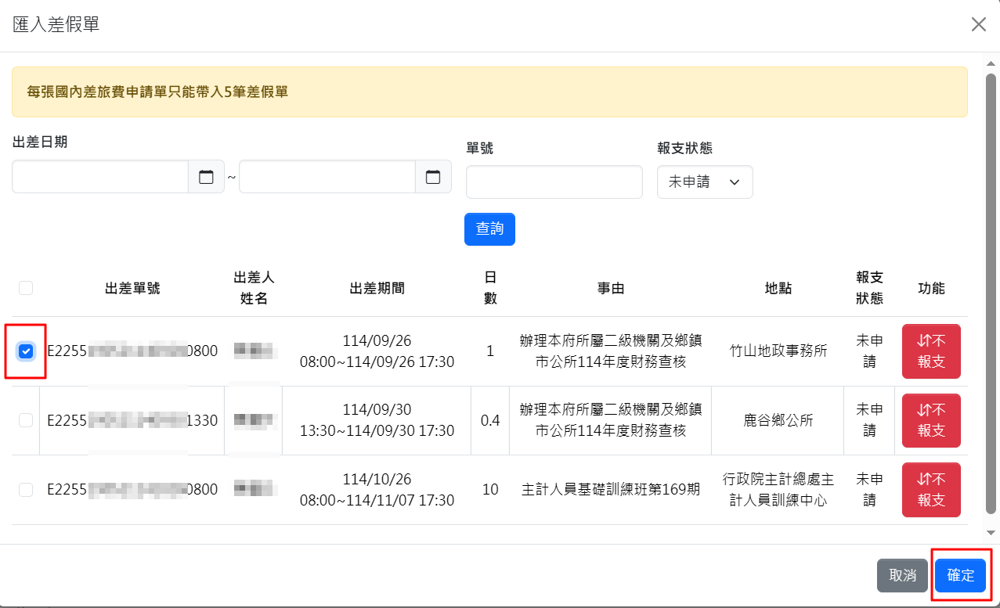 匯入差假單
每張國內差旅費申請單只能帶入5筆差假單
出差日期
單號
報支狀態
~
未申請
查詢
出差單號
出差人
姓名
出差期間
日
數
事由
地點
報支
狀態
功能
E2255
0800
114/09/26
08:00~114/09/26 17:30
1
辦理本府所屬二級機關及鄉鎮
市公所114年度財務查核
竹山地政事務所
未申
請
不
報支
E2255
1330
114/09/30
13:30~114/09/30 17:30
0.4
辦理本府所屬二級機關及鄉鎮
市公所114年度財務查核
鹿谷鄉公所
未申
請
不
報支
E2255
0800
114/10/26
08:00~114/11/07 17:30
10
主計人員基礎訓練班第169期
行政院主計總處主
計人員訓練中心
未申
請
不
報支
取消
確定